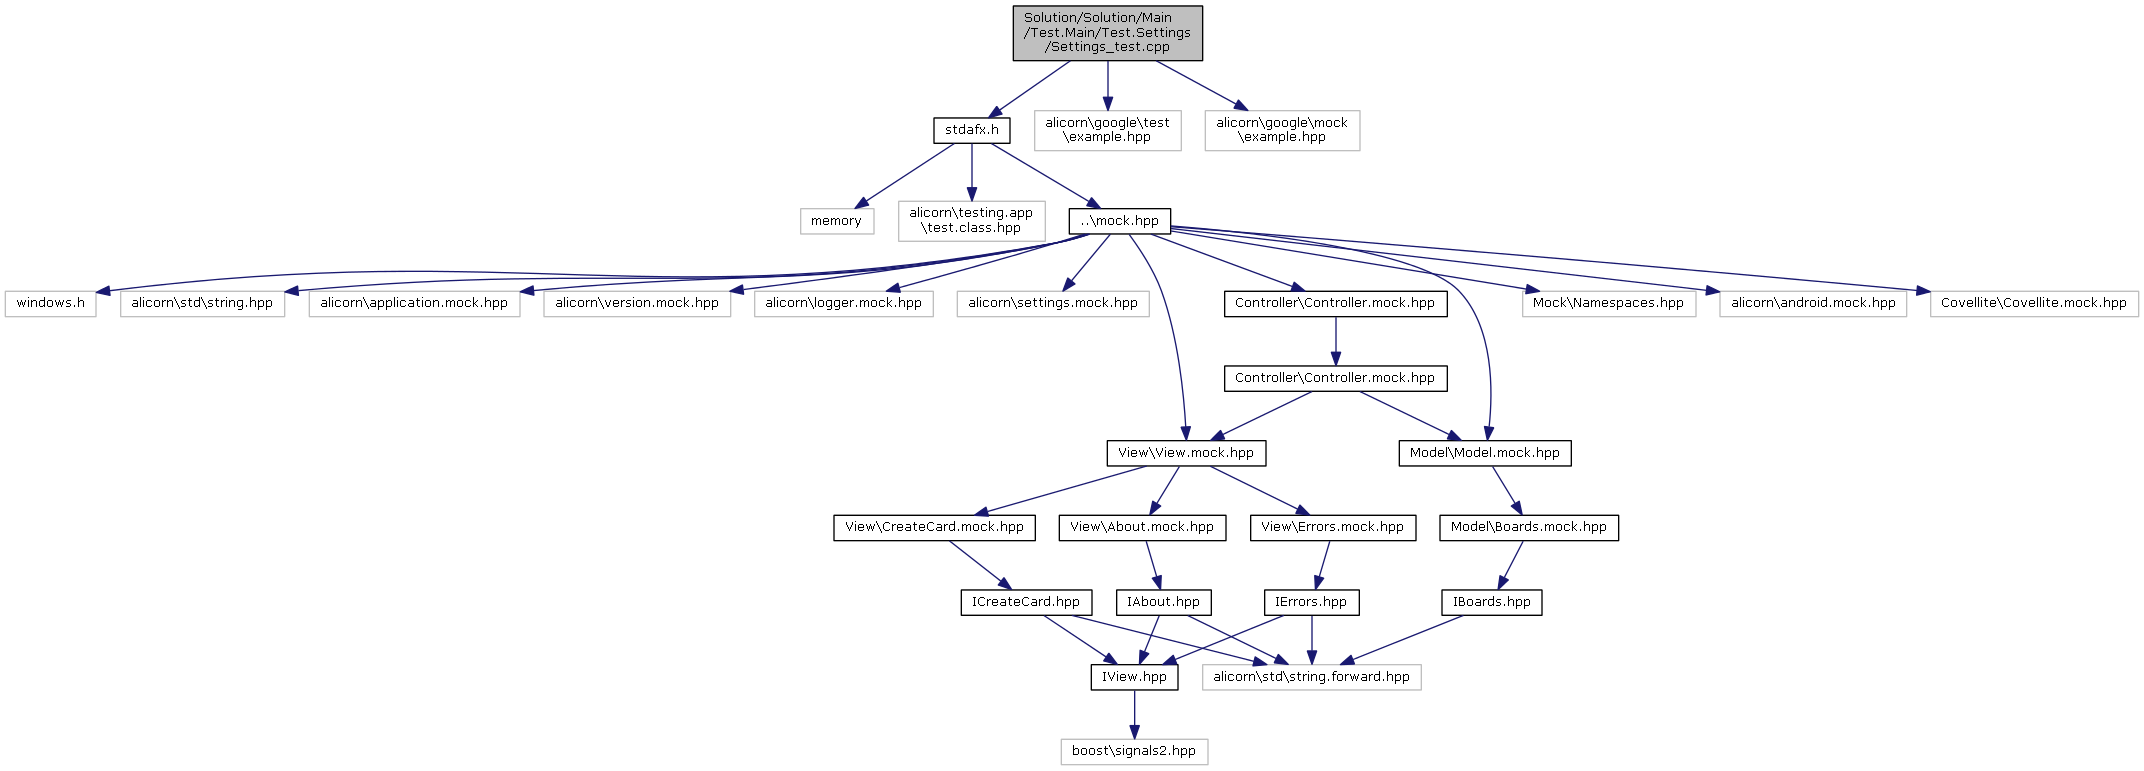 Solution/Solution/Main
/Test.Main/Test.Settings
/Settings_test.cpp
stdafx.h
alicorn\google\test
\example.hpp
alicorn\google\mock
\example.hpp
memory
alicorn\testing.app
\test.class.hpp
..\mock.hpp
windows.h
alicorn\std\string.hpp
alicorn\application.mock.hpp
alicorn\version.mock.hpp
alicorn\logger.mock.hpp
alicorn\settings.mock.hpp
Controller\Controller.mock.hpp
Mock\Namespaces.hpp
alicorn\android.mock.hpp
Covellite\Covellite.mock.hpp
Controller\Controller.mock.hpp
View\View.mock.hpp
Model\Model.mock.hpp
View\CreateCard.mock.hpp
View\About.mock.hpp
View\Errors.mock.hpp
Model\Boards.mock.hpp
ICreateCard.hpp
IAbout.hpp
IErrors.hpp
IBoards.hpp
IView.hpp
alicorn\std\string.forward.hpp
boost\signals2.hpp